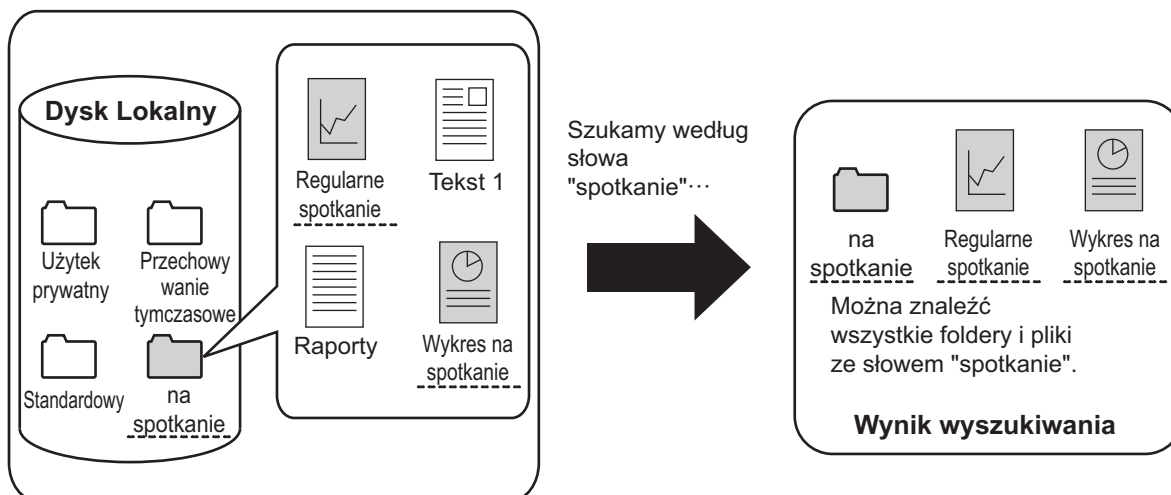 Dysk Lokalny
Użytek
prywatny
Przechowy
wanie
tymczasowe
Standardowy
na
spotkanie
Regularne
spotkanie
Tekst 1
Raporty
Wykres na
spotkanie
Szukamy według
słowa
"spotkanie"···
na
spotkanie
Regularne
spotkanie
Wykres na
spotkanie
Można znaleźć
wszystkie foldery i pliki
ze słowem "spotkanie".
Wynik wyszukiwania